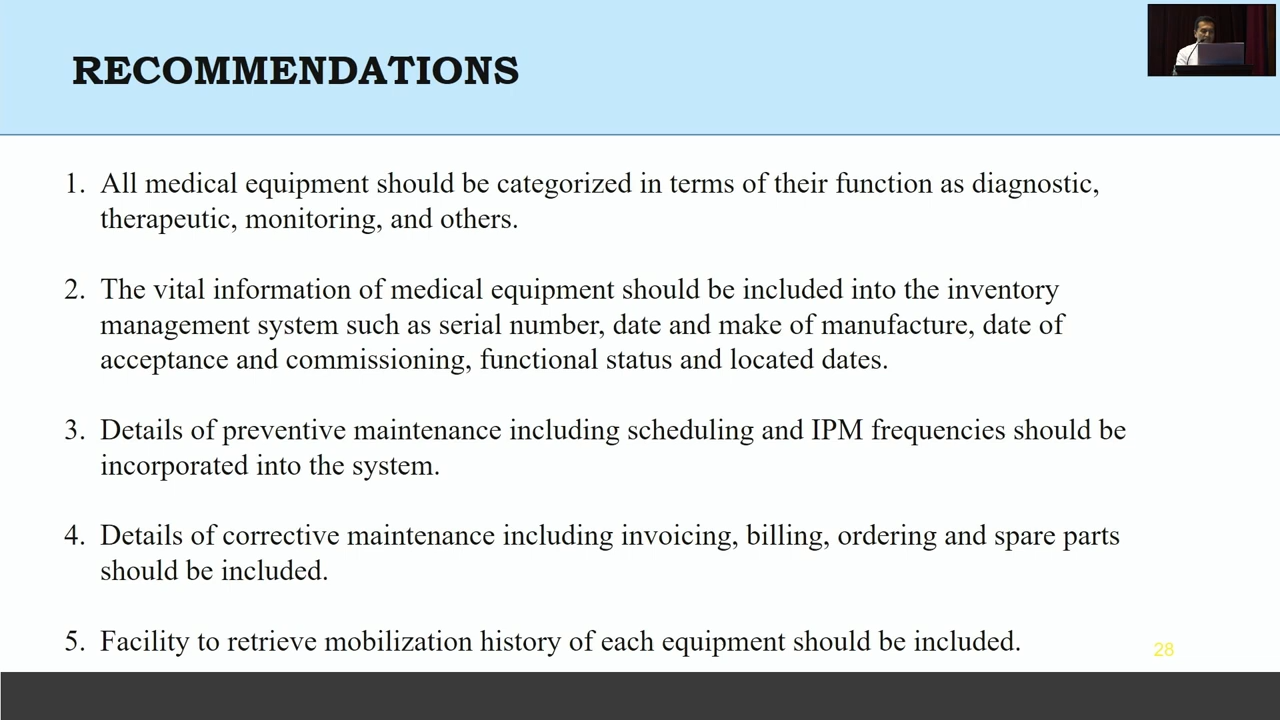 RECOMMENDATIONS
1. All medical equipment should be categorized in terms of their function as diagnostic,
therapeutic, monitoring, and others.
2. The vital information of medical equipment should be included into the inventory
management system such as serial number, date and make of manufacture, date of
acceptance and commissioning, functional status and located dates.
3. Details of preventive maintenance including scheduling and IPM frequencies should be
incorporated into the system.
4. Details of corrective maintenance including invoicing, billing, ordering and spare parts
should be included.
5. Facility to retrieve mobilization history of each equipment should be included.
28